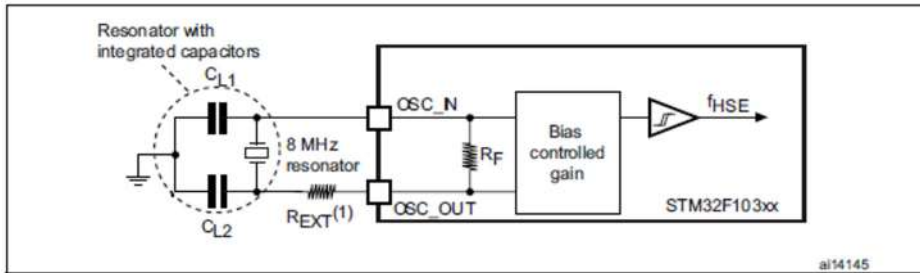 Resonator with
integrated capacitors
CL1
OSC_IN
fHSE
8 MHz
resonator
RF
Bias
controlled
gain
REXT(1)
OSC_OUT
STM32F103xx
CL2
ai14145